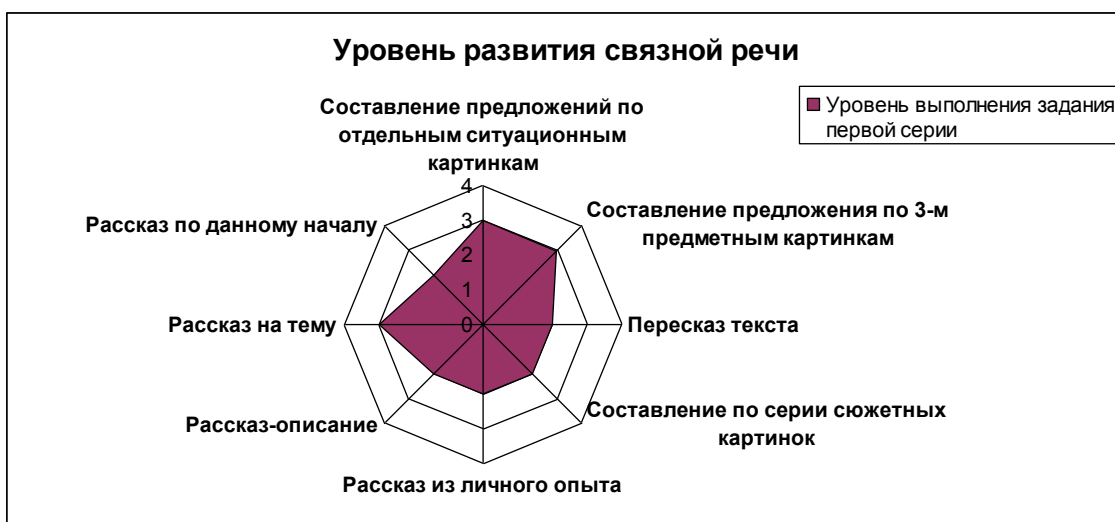 Уровень развития связной речи
Уровень выполнения задания
первой серии
Составление предложений по
отдельным ситуационным
картинкам
Составление предложения по 3-м
предметным картинкам
Пересказ текста
Составление по серии сюжетных
картинок
Рассказ из личного опыта
Рассказ-описание
Рассказ на тему
Рассказ по данному началу
4
3
2
1
0